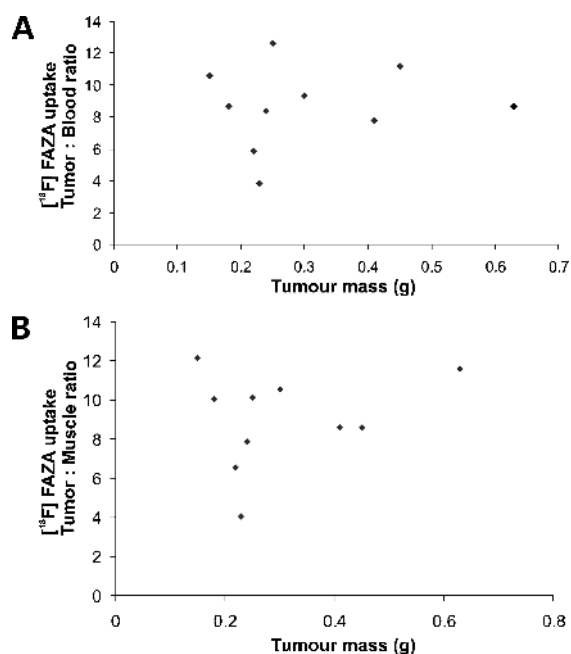 A
[¹⁸F] FAZA uptake
Tumor : Blood ratio
14
12
10
8
6
4
2
0
0 0.1 0.2 0.3 0.4 0.5 0.6 0.7
Tumour mass (g)
B
[¹⁸F] FAZA uptake
Tumor : Muscle ratio
14
12
10
8
6
4
2
0
0 0.2 0.4 0.6 0.8
Tumour mass (g)